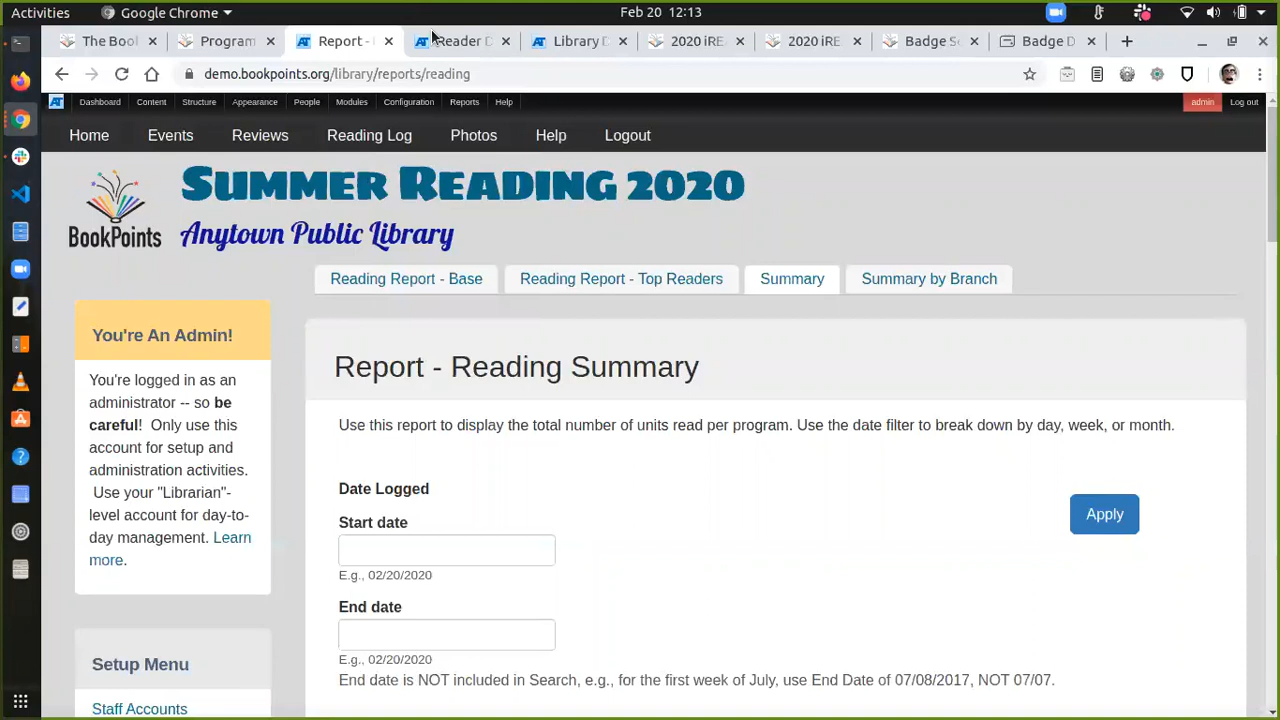 Activities
Google Chrome
Feb 20 12:13
The Bool
Program
Report -
Reader D
Library D
2020 iRE
2020 iRE
Badge Se
Badge D
demo.bookpoints.org/library/reports/reading
Dashboard Content Structure Appearance People Modules Configuration Reports Help
admin Log out
Home Events Reviews Reading Log Photos Help Logout
SUMMER READING 2020
BookPoints
Anytown Public Library
Reading Report - Base
Reading Report - Top Readers
Summary
Summary by Branch
You're An Admin!
You're logged in as an
administrator -- so be
careful! Only use this
account for setup and
administration activities.
Use your "Librarian"-
level account for day-to-
day management. Learn
more.
Setup Menu
Staff Accounts
Report - Reading Summary
Use this report to display the total number of units read per program. Use the date filter to break down by day, week, or month.
Date Logged
Start date
E.g., 02/20/2020
Apply
End date
E.g., 02/20/2020
End date is NOT included in Search, e.g., for the first week of July, use End Date of 07/08/2017, NOT 07/07.